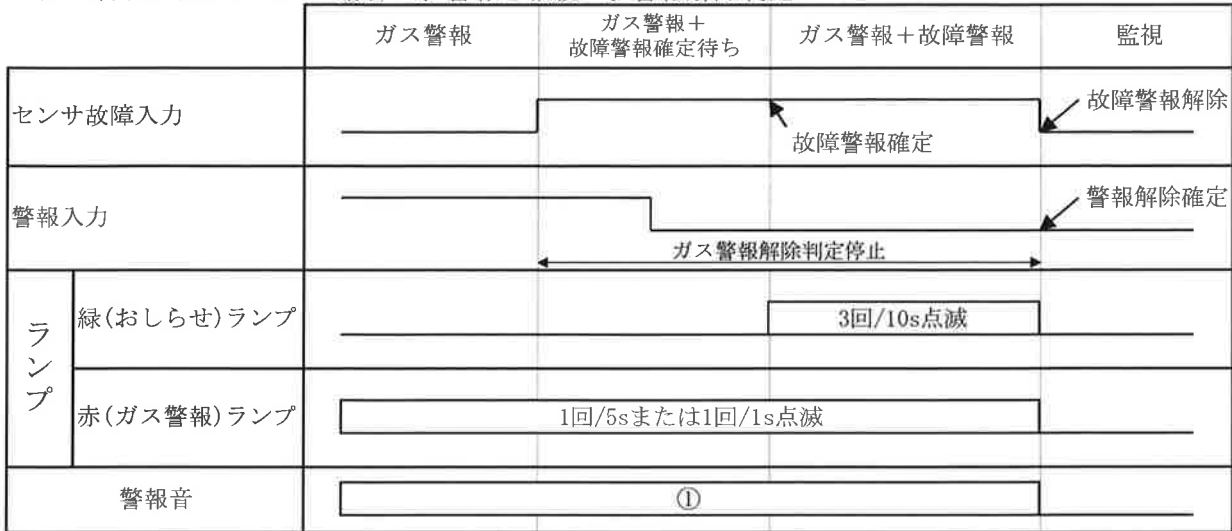 ガス警報
ガス警報+
故障警報確定待ち
ガス警報+故障警報
監視
センサ故障入力
故障警報確定
故障警報解除
警報入力
警報解除確定
ガス警報解除判定停止
ランプ
緑(おしらせ)ランプ
3回/10s点滅
赤(ガス警報)ランプ
1回/5sまたは1回/1s点滅
警報音
①